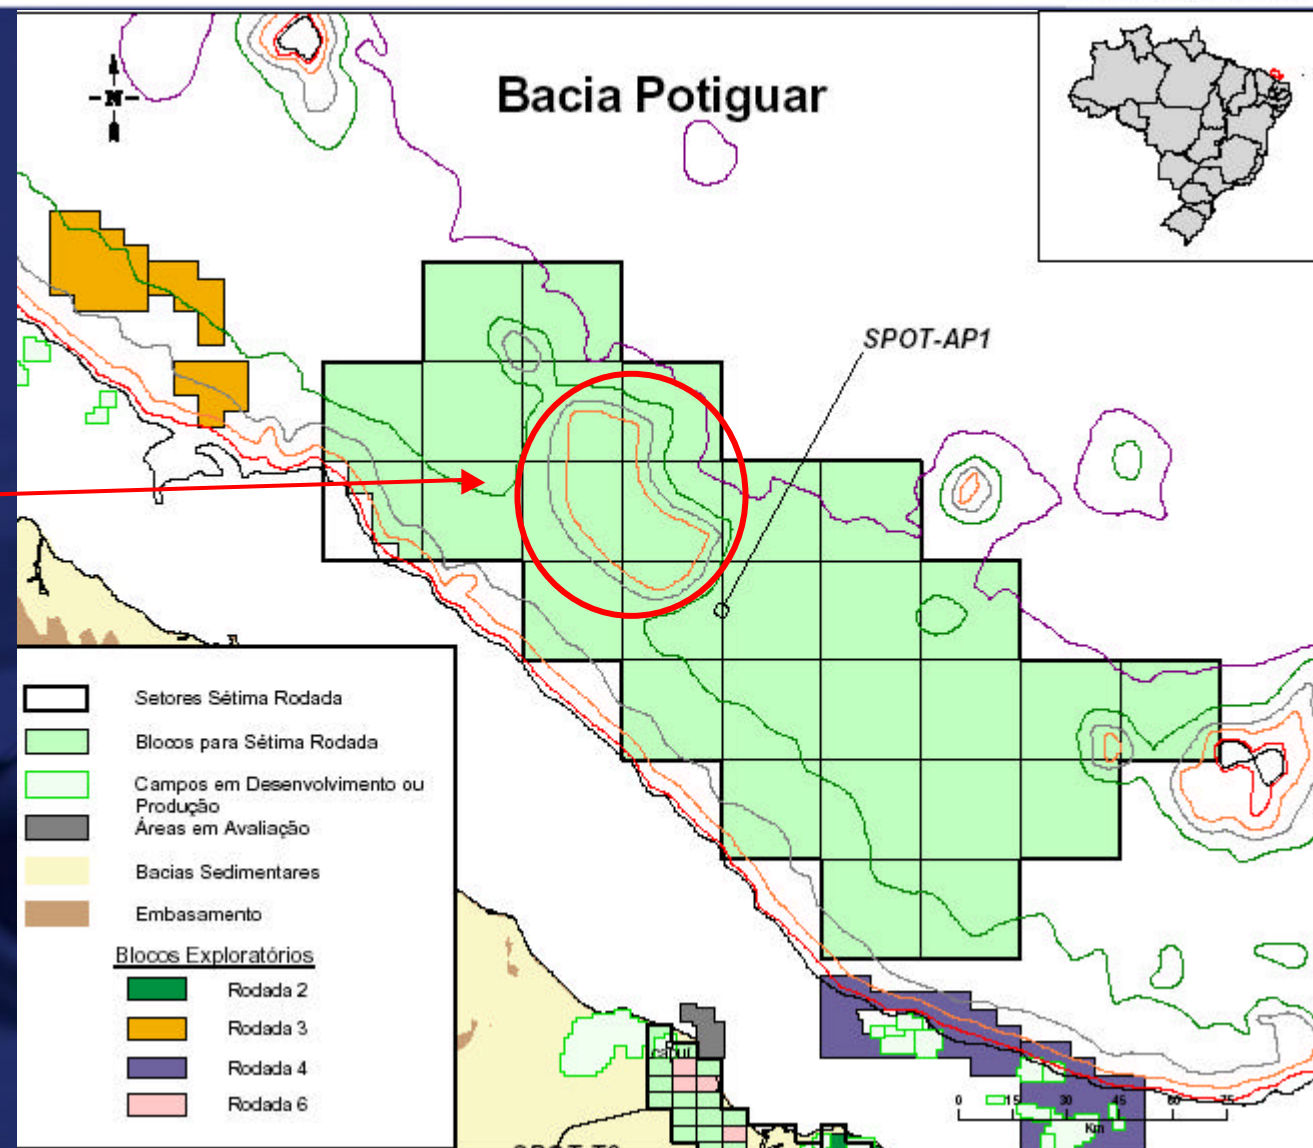 Bacia Potiguar
N
SPOT-AP1
Setores Sétima Rodada
Blocos para Sétima Rodada
Campos em Desenvolvimento ou
Produção
Áreas em Avaliação
Bacias Sedimentares
Embasamento
Blocos Exploratórios
Rodada 2
Rodada 3
Rodada 4
Rodada 6
0 15 30 45 60 75
Km